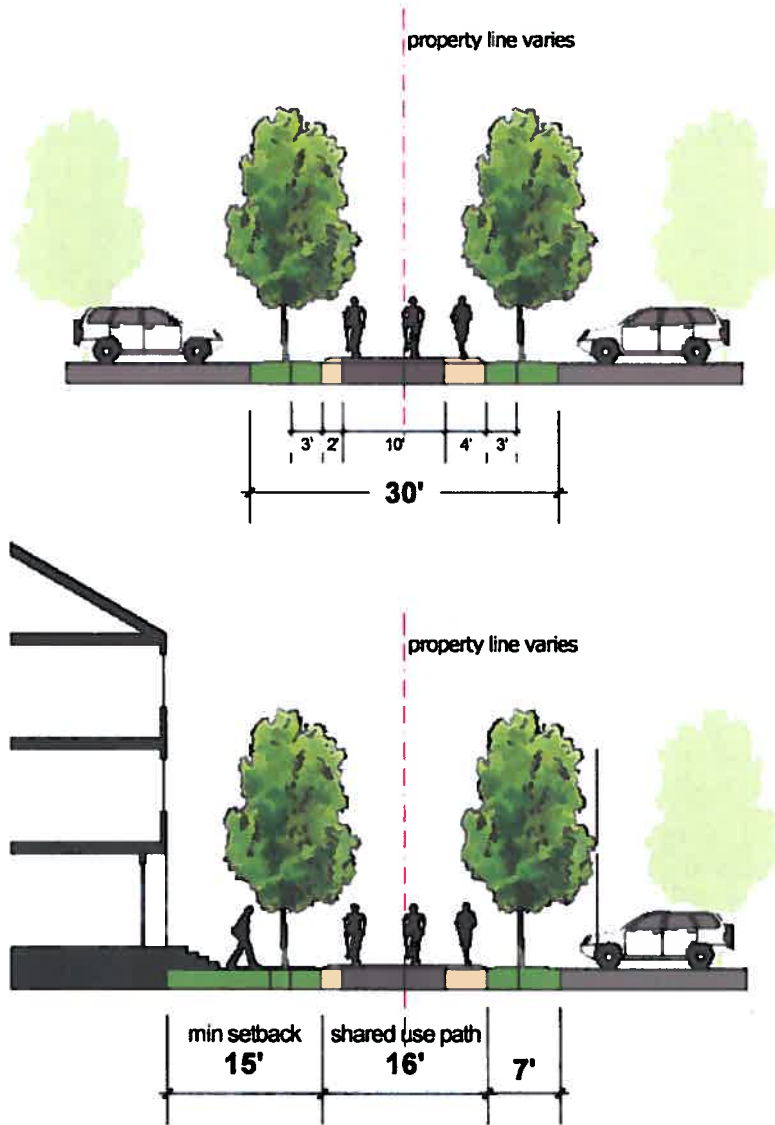 property line varies
3' 2' 10' 4' 3'
30'
property line varies
min setback shared use path
15' 16' 7'